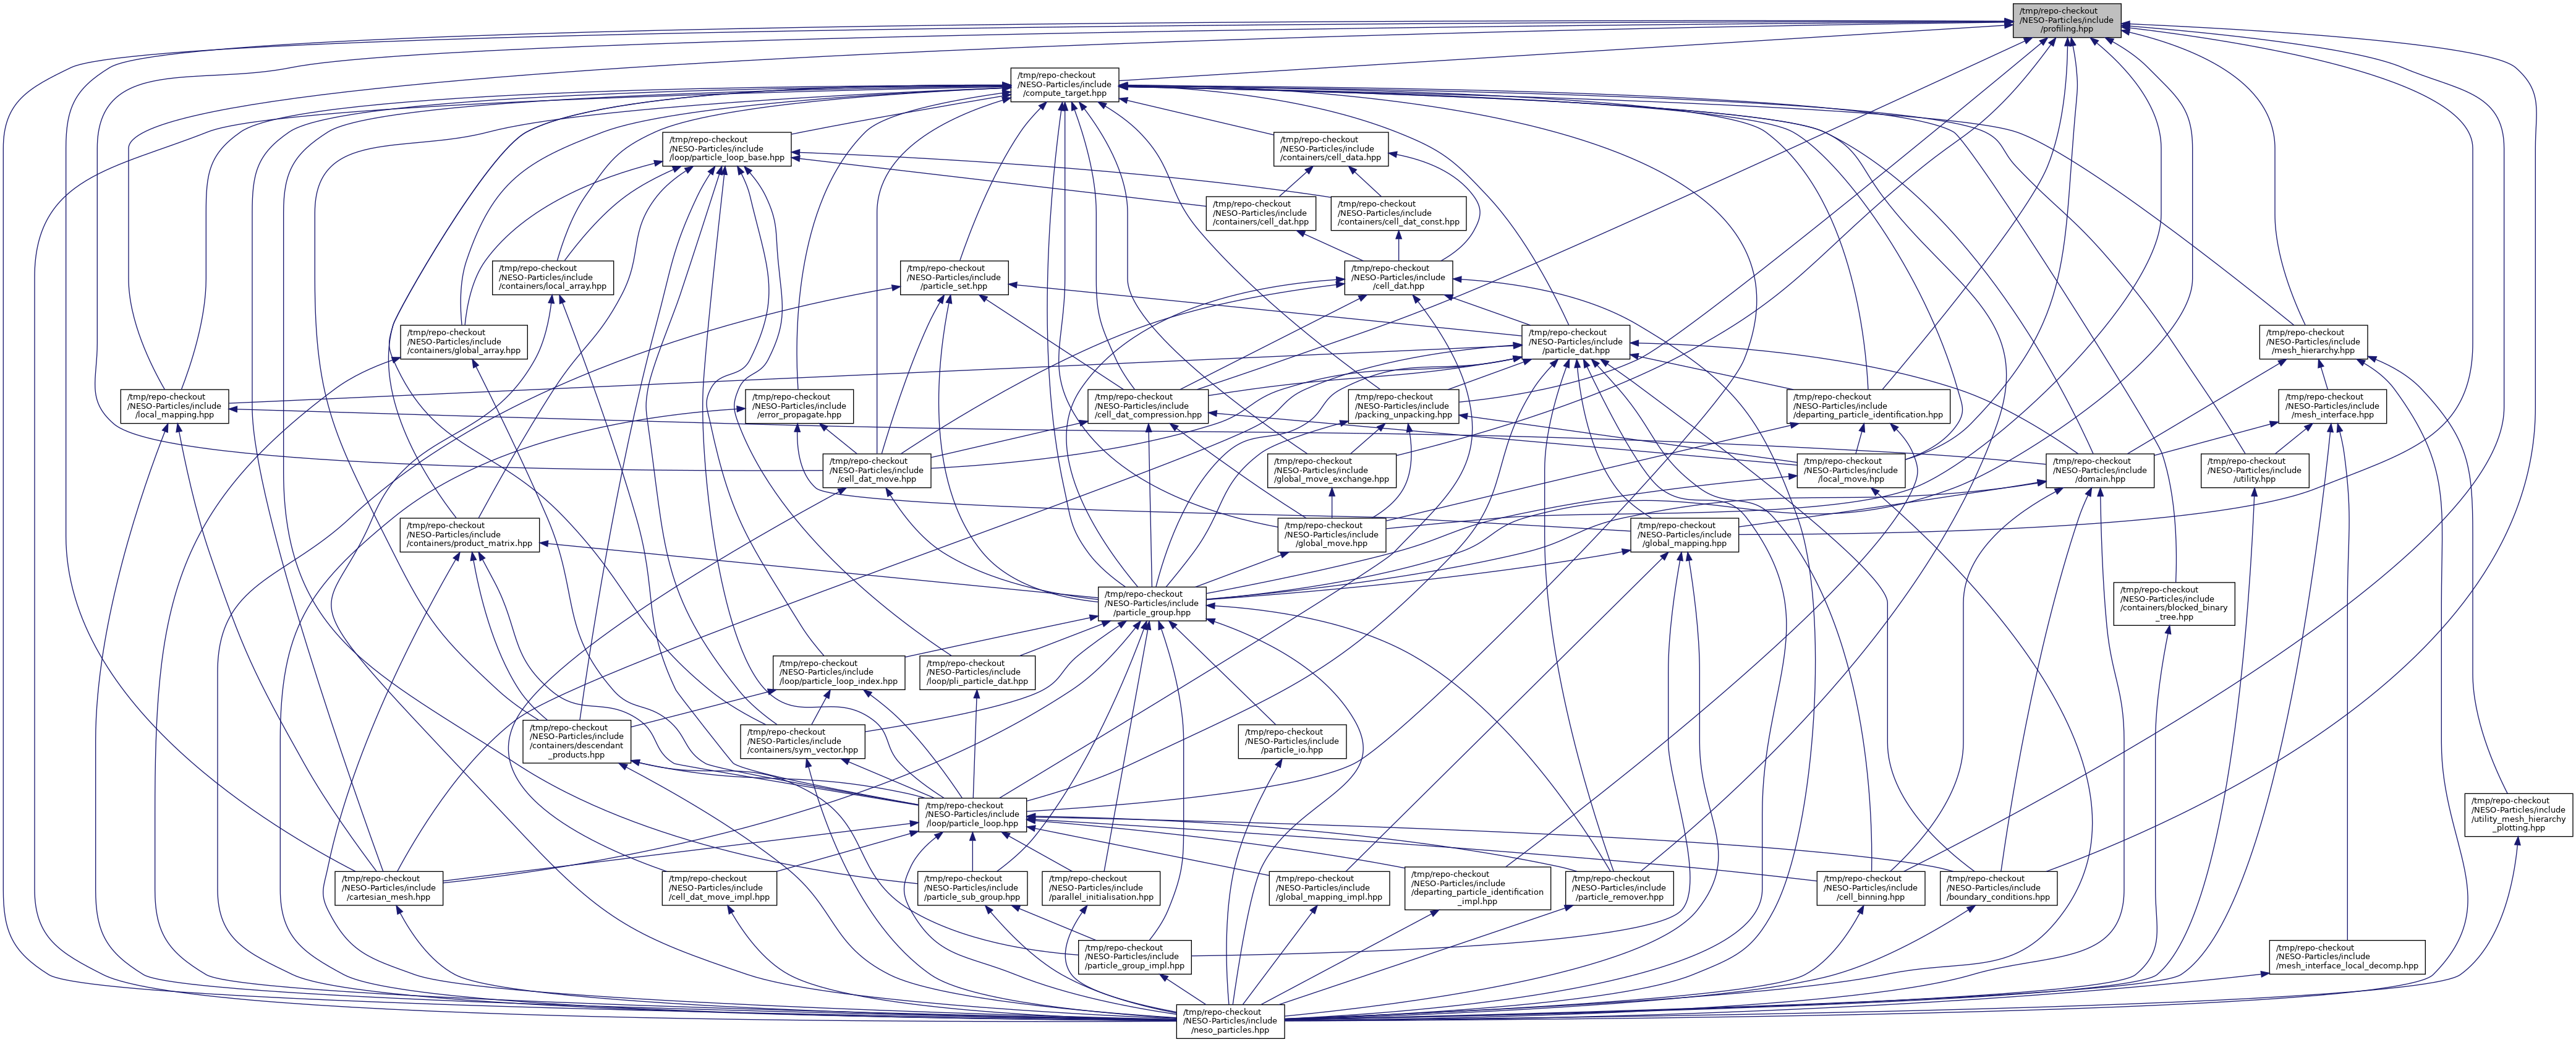 /tmp/repo-checkout
/NESO-Particles/include
/profiling.hpp
/tmp/repo-checkout
/NESO-Particles/include
/compute_target.hpp
/tmp/repo-checkout
/NESO-Particles/include
/loop/particle_loop_base.hpp
/tmp/repo-checkout
/NESO-Particles/include
/containers/cell_data.hpp
/tmp/repo-checkout
/NESO-Particles/include
/containers/cell_dat.hpp
/tmp/repo-checkout
/NESO-Particles/include
/containers/cell_dat_const.hpp
/tmp/repo-checkout
/NESO-Particles/include
/containers/local_array.hpp
/tmp/repo-checkout
/NESO-Particles/include
/particle_set.hpp
/tmp/repo-checkout
/NESO-Particles/include
/cell_dat.hpp
/tmp/repo-checkout
/NESO-Particles/include
/containers/global_array.hpp
/tmp/repo-checkout
/NESO-Particles/include
/particle_dat.hpp
/tmp/repo-checkout
/NESO-Particles/include
/mesh_hierarchy.hpp
/tmp/repo-checkout
/NESO-Particles/include
/local_mapping.hpp
/tmp/repo-checkout
/NESO-Particles/include
/error_propagate.hpp
/tmp/repo-checkout
/NESO-Particles/include
/cell_dat_compression.hpp
/tmp/repo-checkout
/NESO-Particles/include
/packing_unpacking.hpp
/tmp/repo-checkout
/NESO-Particles/include
/departing_particle_identification.hpp
/tmp/repo-checkout
/NESO-Particles/include
/mesh_interface.hpp
/tmp/repo-checkout
/NESO-Particles/include
/cell_dat_move.hpp
/tmp/repo-checkout
/NESO-Particles/include
/global_move_exchange.hpp
/tmp/repo-checkout
/NESO-Particles/include
/local_move.hpp
/tmp/repo-checkout
/NESO-Particles/include
/domain.hpp
/tmp/repo-checkout
/NESO-Particles/include
/utility.hpp
/tmp/repo-checkout
/NESO-Particles/include
/containers/product_matrix.hpp
/tmp/repo-checkout
/NESO-Particles/include
/global_move.hpp
/tmp/repo-checkout
/NESO-Particles/include
/global_mapping.hpp
/tmp/repo-checkout
/NESO-Particles/include
/particle_group.hpp
/tmp/repo-checkout
/NESO-Particles/include
/containers/blocked_binary
_tree.hpp
/tmp/repo-checkout
/NESO-Particles/include
/loop/particle_loop_index.hpp
/tmp/repo-checkout
/NESO-Particles/include
/loop/pli_particle_dat.hpp
/tmp/repo-checkout
/NESO-Particles/include
/containers/descendant
_products.hpp
/tmp/repo-checkout
/NESO-Particles/include
/containers/sym_vector.hpp
/tmp/repo-checkout
/NESO-Particles/include
/particle_io.hpp
/tmp/repo-checkout
/NESO-Particles/include
/loop/particle_loop.hpp
/tmp/repo-checkout
/NESO-Particles/include
/utility_mesh_hierarchy
_plotting.hpp
/tmp/repo-checkout
/NESO-Particles/include
/cartesian_mesh.hpp
/tmp/repo-checkout
/NESO-Particles/include
/cell_dat_move_impl.hpp
/tmp/repo-checkout
/NESO-Particles/include
/particle_sub_group.hpp
/tmp/repo-checkout
/NESO-Particles/include
/parallel_initialisation.hpp
/tmp/repo-checkout
/NESO-Particles/include
/global_mapping_impl.hpp
/tmp/repo-checkout
/NESO-Particles/include
/departing_particle_identification
_impl.hpp
/tmp/repo-checkout
/NESO-Particles/include
/particle_remover.hpp
/tmp/repo-checkout
/NESO-Particles/include
/cell_binning.hpp
/tmp/repo-checkout
/NESO-Particles/include
/boundary_conditions.hpp
/tmp/repo-checkout
/NESO-Particles/include
/particle_group_impl.hpp
/tmp/repo-checkout
/NESO-Particles/include
/mesh_interface_local_decomp.hpp
/tmp/repo-checkout
/NESO-Particles/include
/neso_particles.hpp